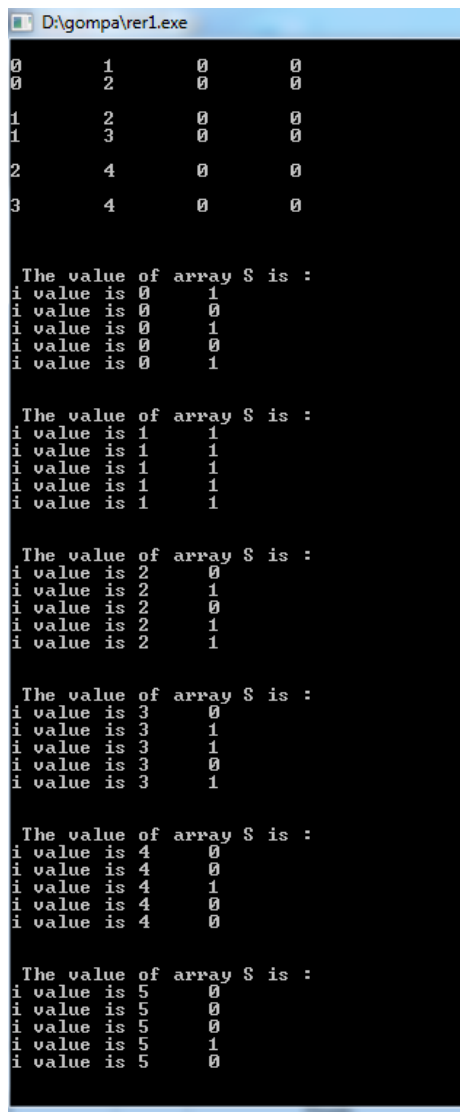 D:\gompa\rer1.exe
0 1 0 0
0 2 0 0
1 2 0 0
1 3 0 0
2 4 0 0
3 4 0 0
The value of array S is :
i value is 0 1
i value is 0 0
i value is 0 1
i value is 0 0
i value is 0 1
The value of array S is :
i value is 1 1
i value is 1 1
i value is 1 1
i value is 1 1
i value is 1 1
The value of array S is :
i value is 2 0
i value is 2 1
i value is 2 0
i value is 2 1
i value is 2 1
The value of array S is :
i value is 3 0
i value is 3 1
i value is 3 1
i value is 3 0
i value is 3 1
The value of array S is :
i value is 4 0
i value is 4 0
i value is 4 1
i value is 4 0
i value is 4 0
The value of array S is :
i value is 5 0
i value is 5 0
i value is 5 0
i value is 5 1
i value is 5 0